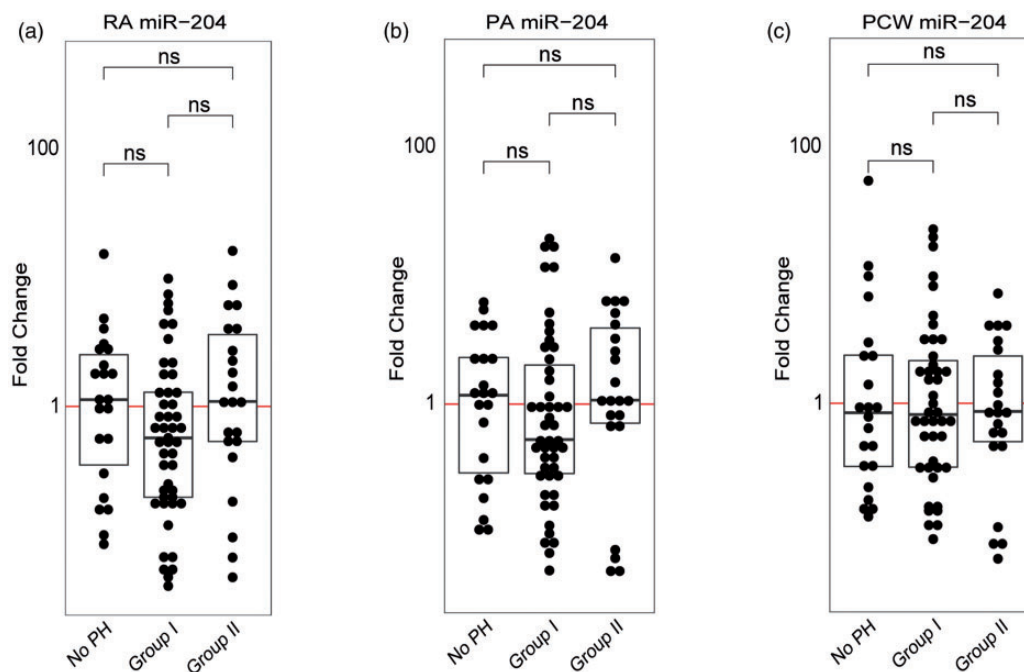 (a) RA miR−204
ns
ns
ns
100
1
Fold Change
No PH Group I Group II
(b) PA miR−204
ns
ns
ns
100
1
Fold Change
No PH Group I Group II
(c) PCW miR−204
ns
ns
ns
100
1
Fold Change
No PH Group I Group II